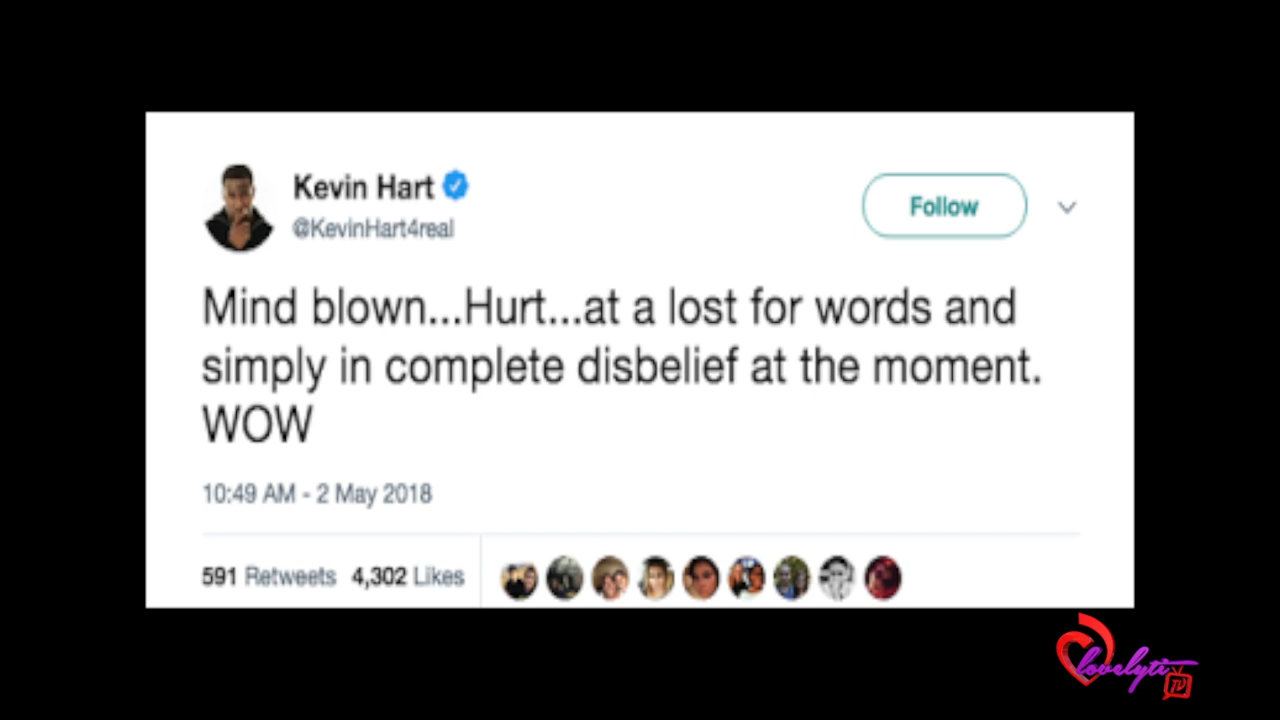 Kevin Hart
@KevinHart4real
Follow
Mind blown...Hurt...at a lost for words and
simply in complete disbelief at the moment.
WOW
10:49 AM - 2 May 2018
591 Retweets 4,302 Likes
lovelyti
TV